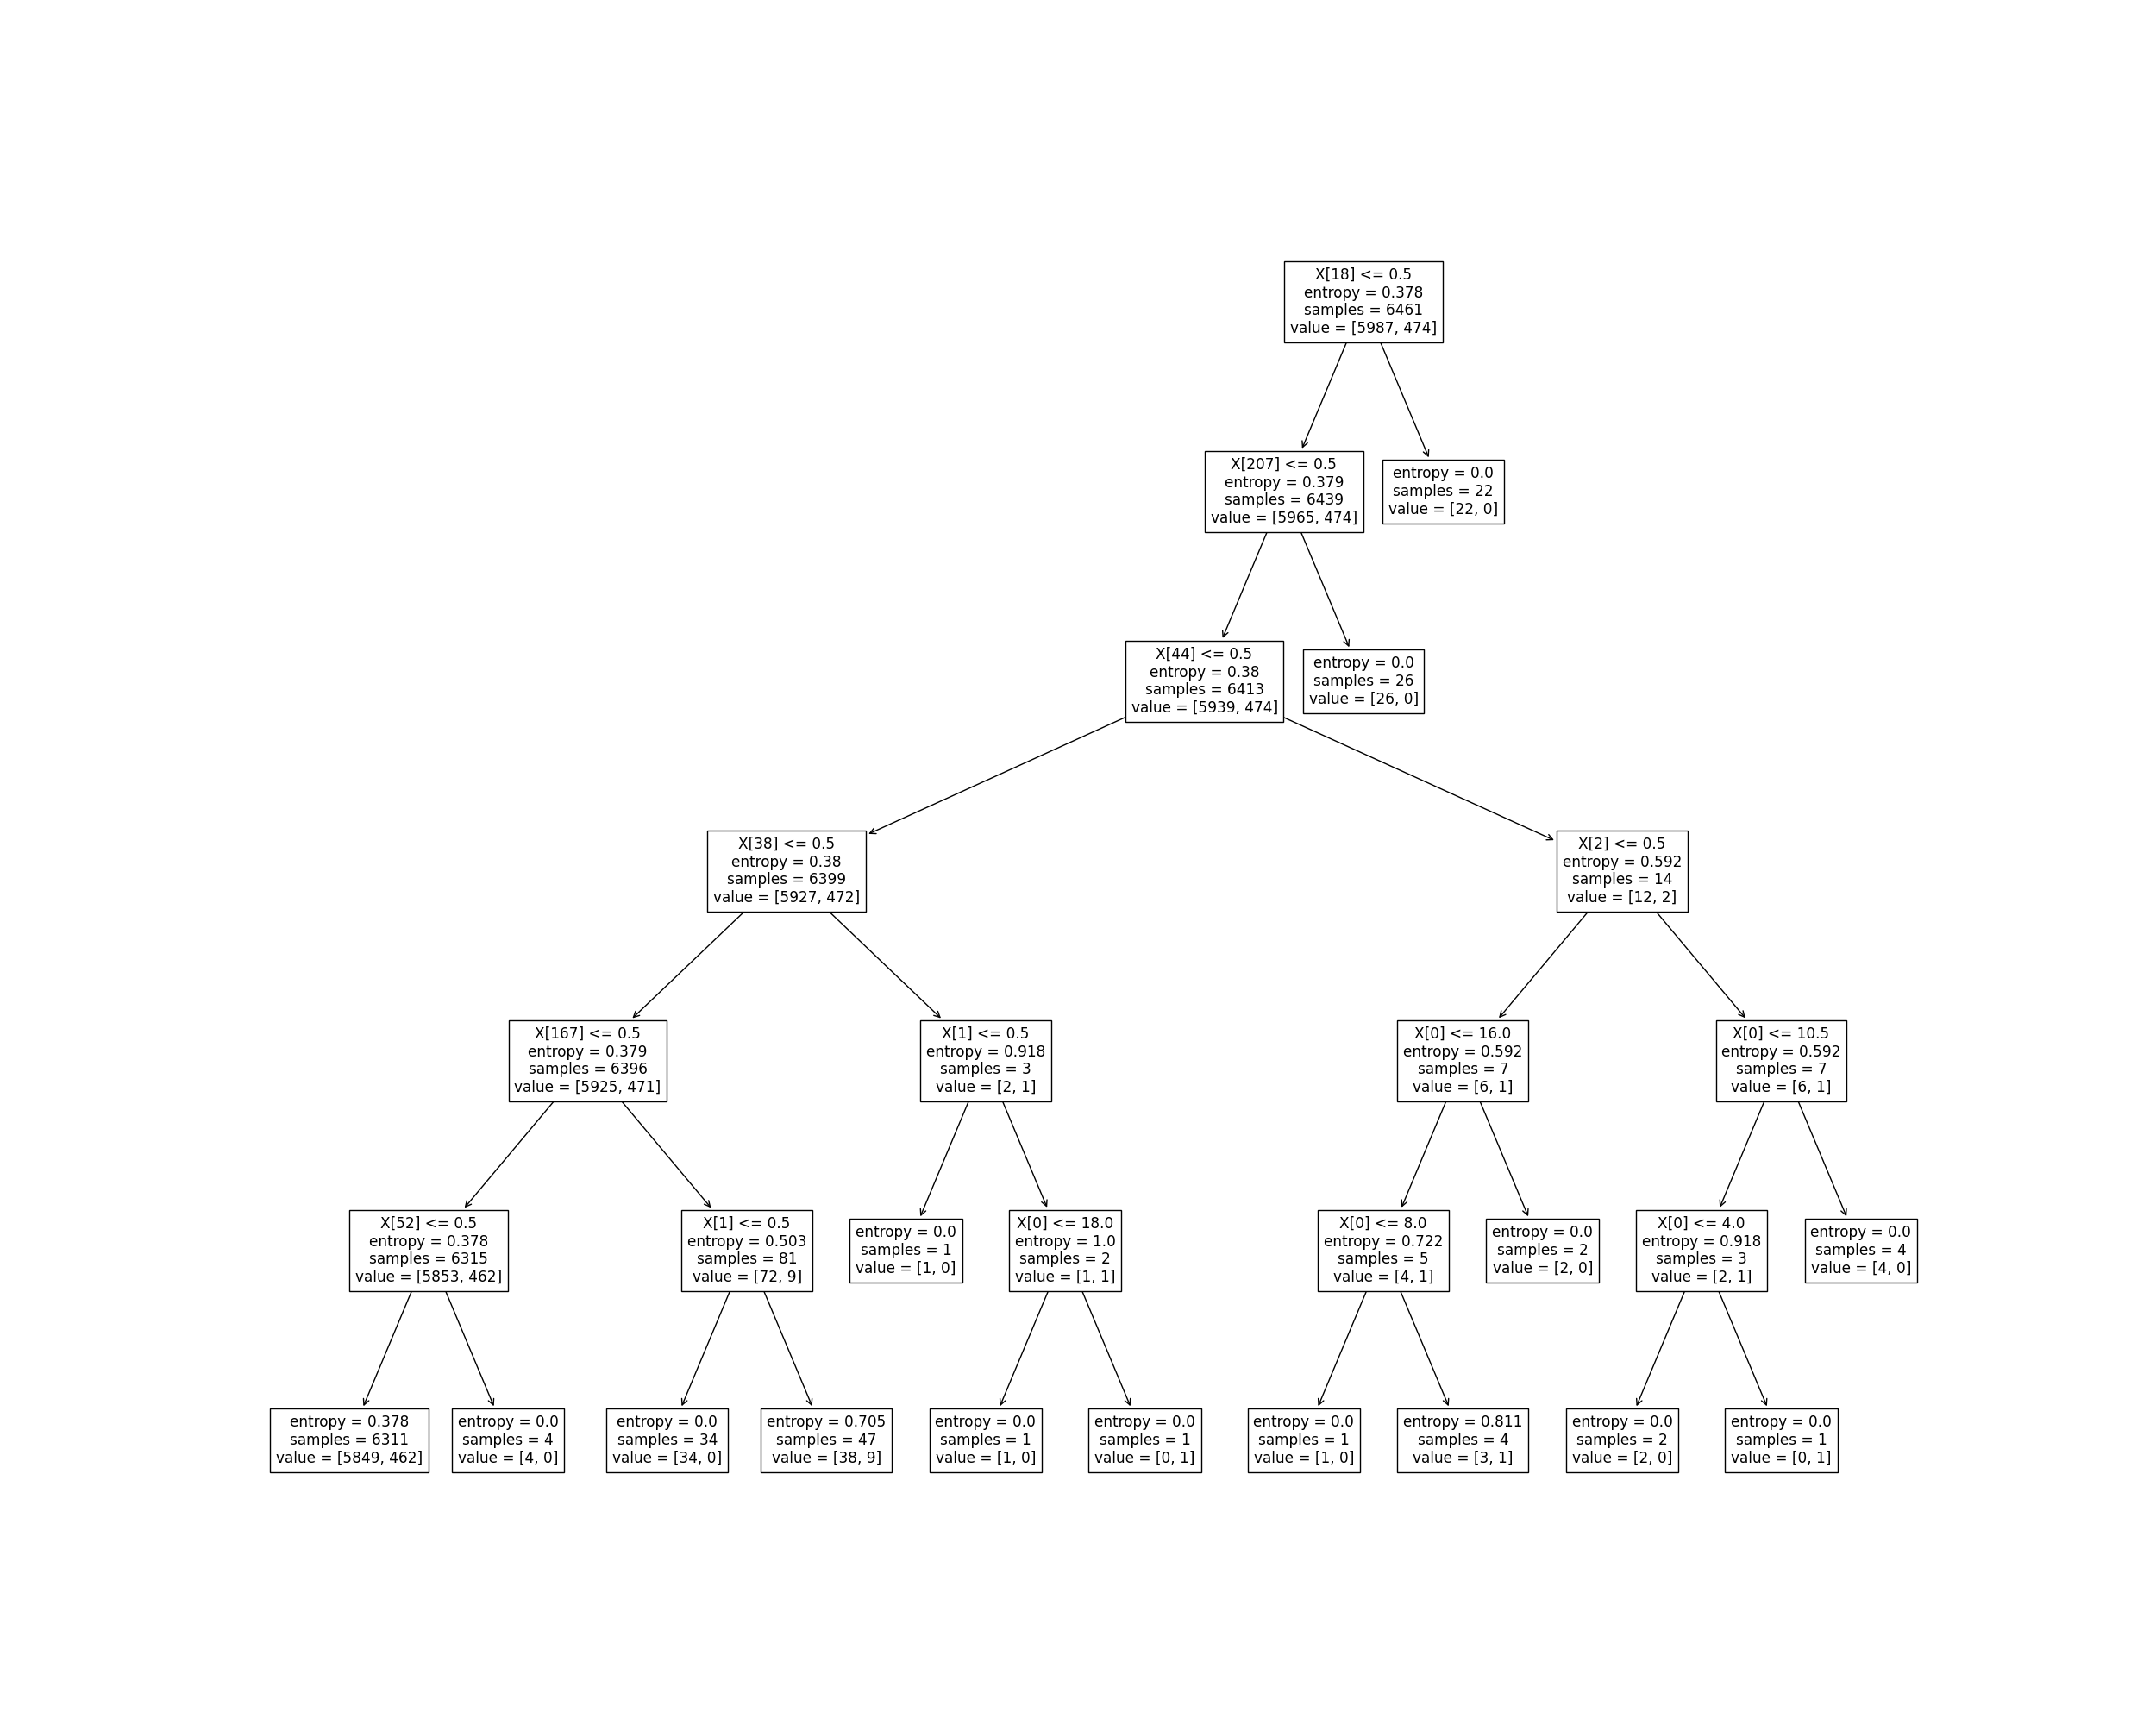 X[18] <= 0.5
entropy = 0.378
samples = 6461
value = [5987, 474]
X[207] <= 0.5
entropy = 0.379
samples = 6439
value = [5965, 474]
entropy = 0.0
samples = 22
value = [22, 0]
X[44] <= 0.5
entropy = 0.38
samples = 6413
value = [5939, 474]
entropy = 0.0
samples = 26
value = [26, 0]
X[38] <= 0.5
entropy = 0.38
samples = 6399
value = [5927, 472]
X[2] <= 0.5
entropy = 0.592
samples = 14
value = [12, 2]
X[167] <= 0.5
entropy = 0.379
samples = 6396
value = [5925, 471]
X[1] <= 0.5
entropy = 0.918
samples = 3
value = [2, 1]
X[0] <= 16.0
entropy = 0.592
samples = 7
value = [6, 1]
X[0] <= 10.5
entropy = 0.592
samples = 7
value = [6, 1]
X[52] <= 0.5
entropy = 0.378
samples = 6315
value = [5853, 462]
X[1] <= 0.5
entropy = 0.503
samples = 81
value = [72, 9]
entropy = 0.0
samples = 1
value = [1, 0]
X[0] <= 18.0
entropy = 1.0
samples = 2
value = [1, 1]
X[0] <= 8.0
entropy = 0.722
samples = 5
value = [4, 1]
entropy = 0.0
samples = 2
value = [2, 0]
X[0] <= 4.0
entropy = 0.918
samples = 3
value = [2, 1]
entropy = 0.0
samples = 4
value = [4, 0]
entropy = 0.378
samples = 6311
value = [5849, 462]
entropy = 0.0
samples = 4
value = [4, 0]
entropy = 0.0
samples = 34
value = [34, 0]
entropy = 0.705
samples = 47
value = [38, 9]
entropy = 0.0
samples = 1
value = [1, 0]
entropy = 0.0
samples = 1
value = [0, 1]
entropy = 0.0
samples = 1
value = [1, 0]
entropy = 0.811
samples = 4
value = [3, 1]
entropy = 0.0
samples = 2
value = [2, 0]
entropy = 0.0
samples = 1
value = [0, 1]